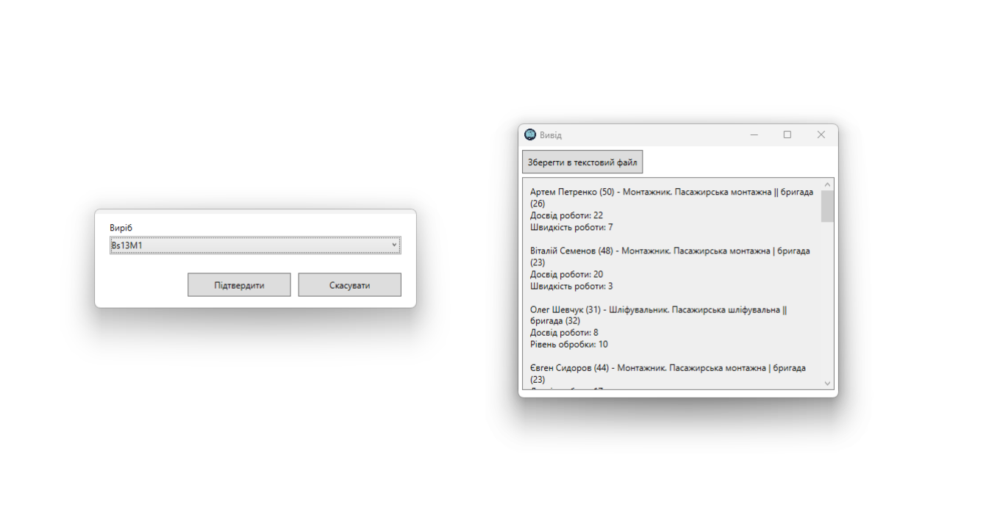 Виріб
Bs13M1
Підтвердити
Скасувати
Вивід
Зберегти в текстовий файл
Артем Петренко (50) - Монтажник. Пасажирська монтажна || бригада
(26)
Досвід роботи: 22
Швидкість роботи: 7
Віталій Семенов (48) - Монтажник. Пасажирська монтажна | бригада
(23)
Досвід роботи: 20
Швидкість роботи: 3
Олег Шевчук (31) - Шліфувальник. Пасажирська шліфувальна ||
бригада (32)
Досвід роботи: 8
Рівень обробки: 10
Євген Сидоров (44) - Монтажник. Пасажирська монтажна | бригада
(23)